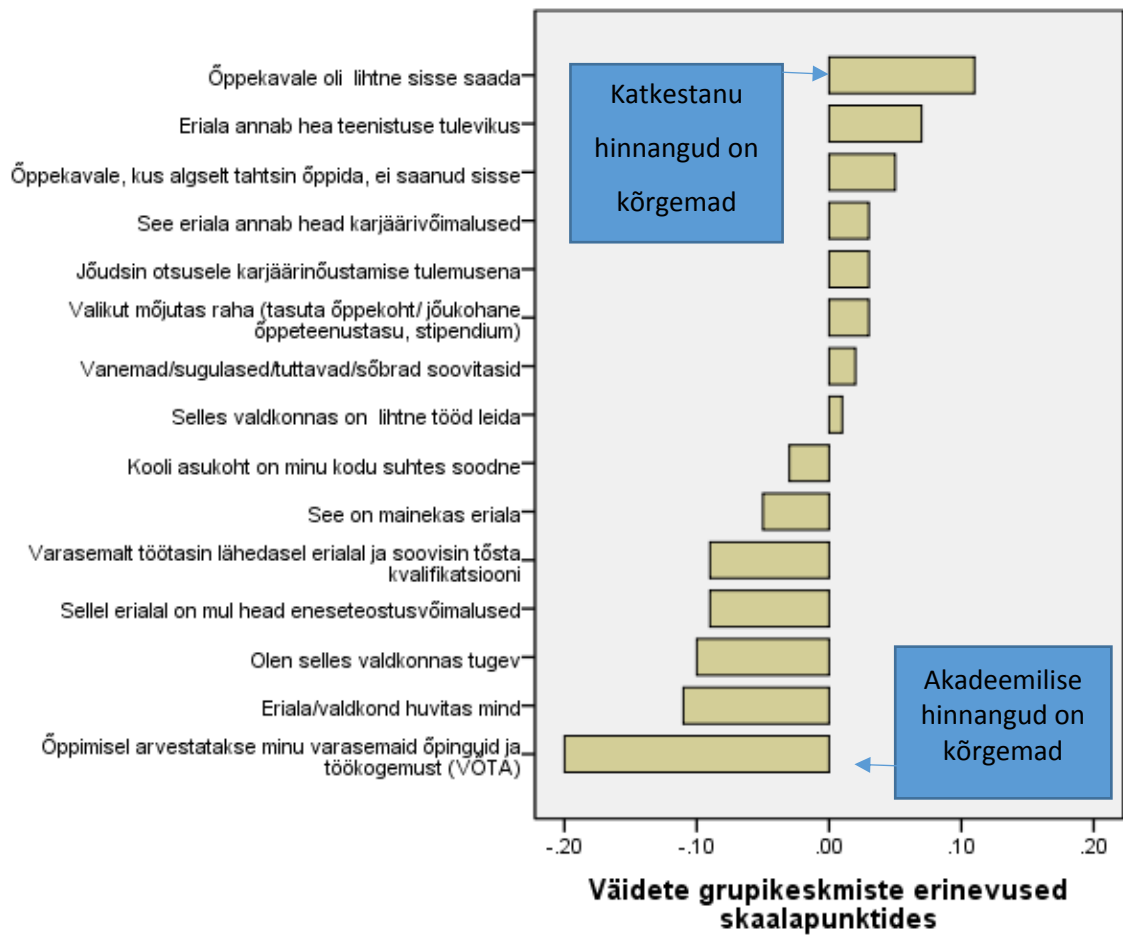 Õppekavale oli lihtne sisse saada
Eriala annab hea teenistuse tulevikus
Õppekavale, kus algselt tahtsin õppida, ei saanud sisse
See eriala annab head karjäärivõimalused
Jõudsin otsusele karjäärinõustamise tulemusena
Valikut mõjutas raha (tasuta õppekoht/ jõukohane
õppeteenustasu, stipendium)
Vanemad/sugulased/tuttavad/sõbrad soovitasid
Selles valdkonnas on lihtne tööd leida
Kooli asukoht on minu kodu suhtes soodne
See on mainekas eriala
Varasemalt töötasin lähedasel erialal ja soovisin tõsta
kvalifikatsiooni
Sellel erialal on mul head eneseteostusvõimalused
Olen selles valdkonnas tugev
Eriala/valdkond huvitas mind
Õppimisel arvestatakse minu varasemaid õpinguid ja
töökogemust (VÕTA)
Katkestanu
hinnangud on
kõrgemad
Akadeemilise
hinnangud on
kõrgemad
-.20 -.10 .00 .10 .20
Väidete grupikeskmiste erinevused
skaalapunktides